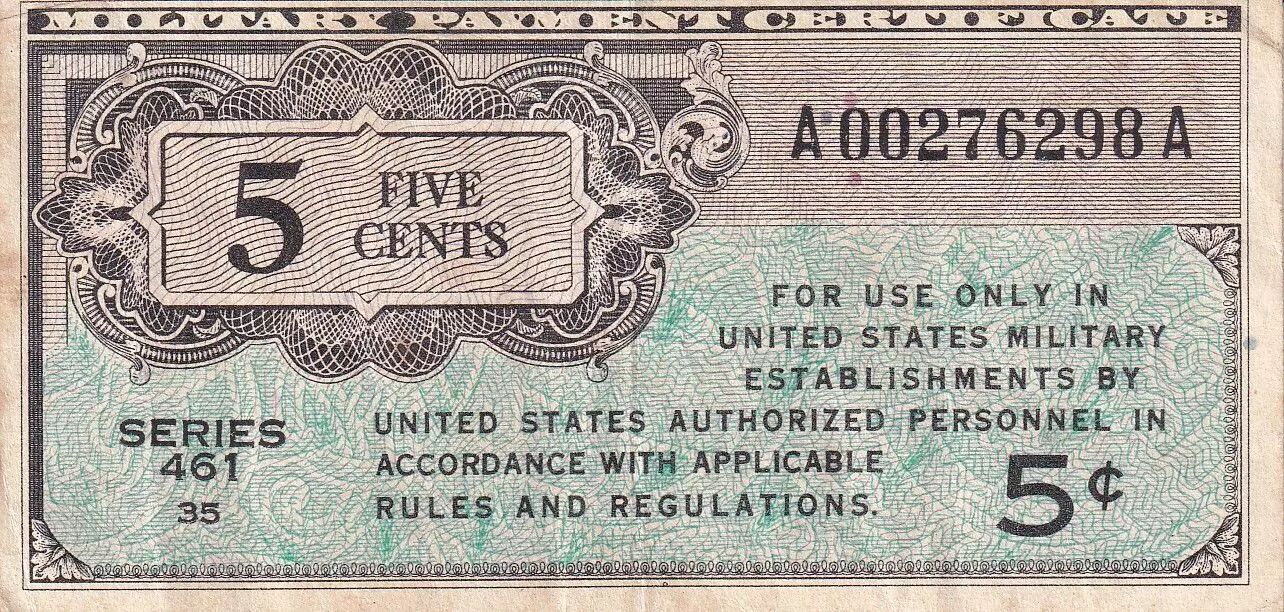 MILITARY PAYMENT CERTIFICATE
A00276298A
5 FIVE
CENTS
FOR USE ONLY IN
UNITED STATES MILITARY
ESTABLISHMENTS BY
UNITED STATES AUTHORIZED PERSONNEL IN
ACCORDANCE WITH APPLICABLE
RULES AND REGULATIONS.
SERIES
461
35
5¢